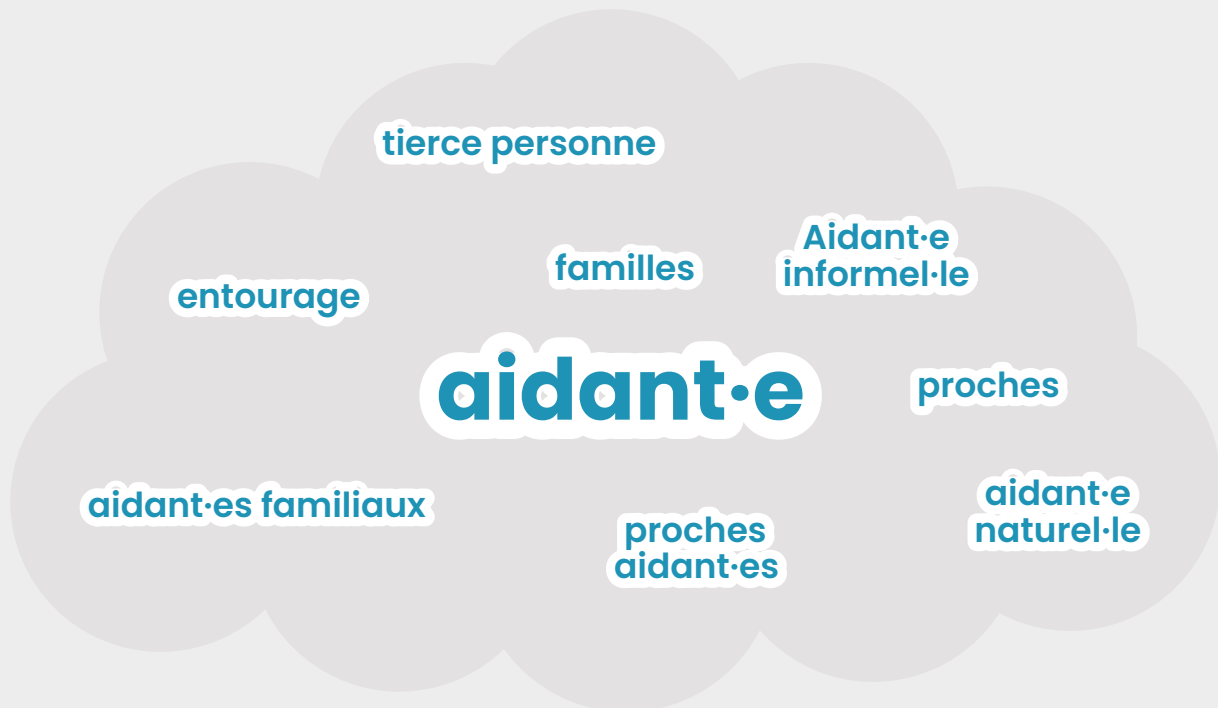 tierce personne
Aidant·e
informel·le
familles
entourage
aidant·e
proches
aidant·es familiaux
aidant·e
naturel·le
proches
aidant·es